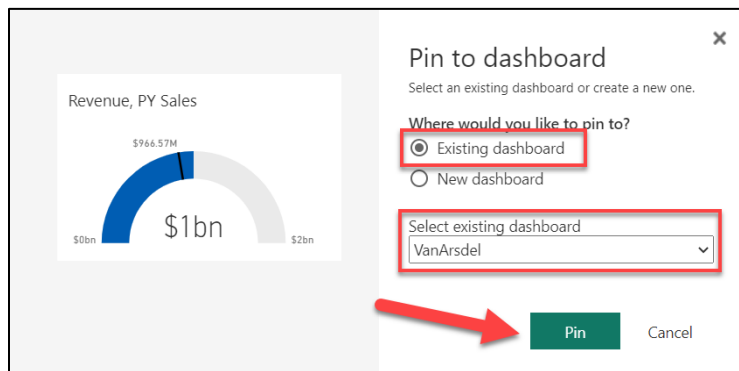 Revenue, PY Sales
$966.57M
$1bn
$0bn
$2bn
Pin to dashboard
Select an existing dashboard or create a new one.
Where would you like to pin to?
Existing dashboard
New dashboard
Select existing dashboard
VanArsdel
Pin
Cancel